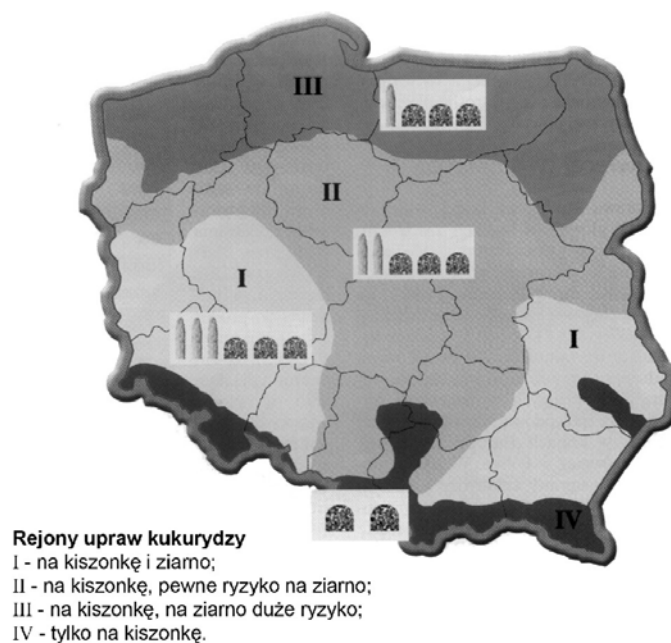 III
II
I
I
IV
Rejony upraw kukurydzy
I - na kiszonkę i ziarno;
II - na kiszonkę, pewne ryzyko na ziarno;
III - na kiszonkę, na ziarno duże ryzyko;
IV - tylko na kiszonkę.